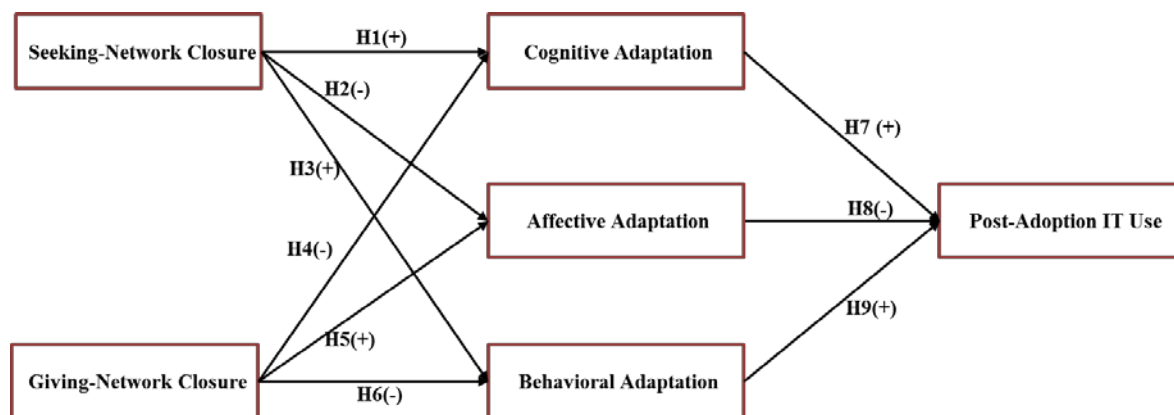 H1(+)
Seeking-Network Closure
Cognitive Adaptation
H2(-)
H7 (+)
H3(+)
Affective Adaptation
H8(-)
Post-Adoption IT Use
H4(-)
H9(+)
H5(+)
Giving-Network Closure
H6(-)
Behavioral Adaptation